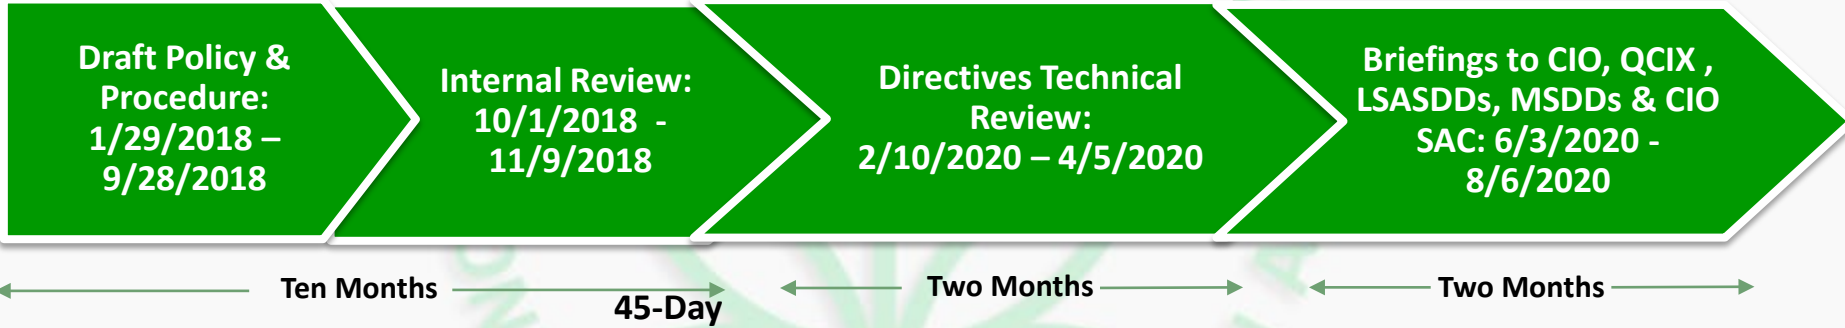 Draft Policy &
Procedure:
1/29/2018 –
9/28/2018
Internal Review:
10/1/2018 -
11/9/2018
Directives Technical
Review:
2/10/2020 – 4/5/2020
Briefings to CIO, QCIX ,
LSASDDs, MSDDs & CIO
SAC: 6/3/2020 -
8/6/2020
Ten Months
45-Day
Two Months
Two Months